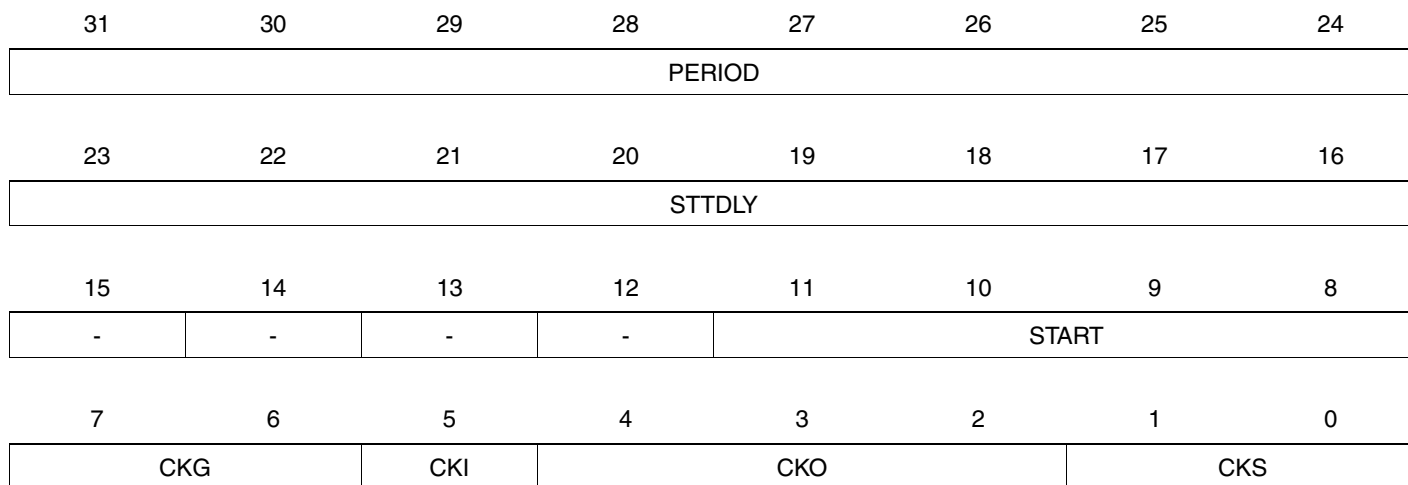 31 30 29 28 27 26 25 24
PERIOD
23 22 21 20 19 18 17 16
STTDLY
15 14 13 12 11 10 9 8
- - - - START
7 6 5 4 3 2 1 0
CKG CKI CKO CKS